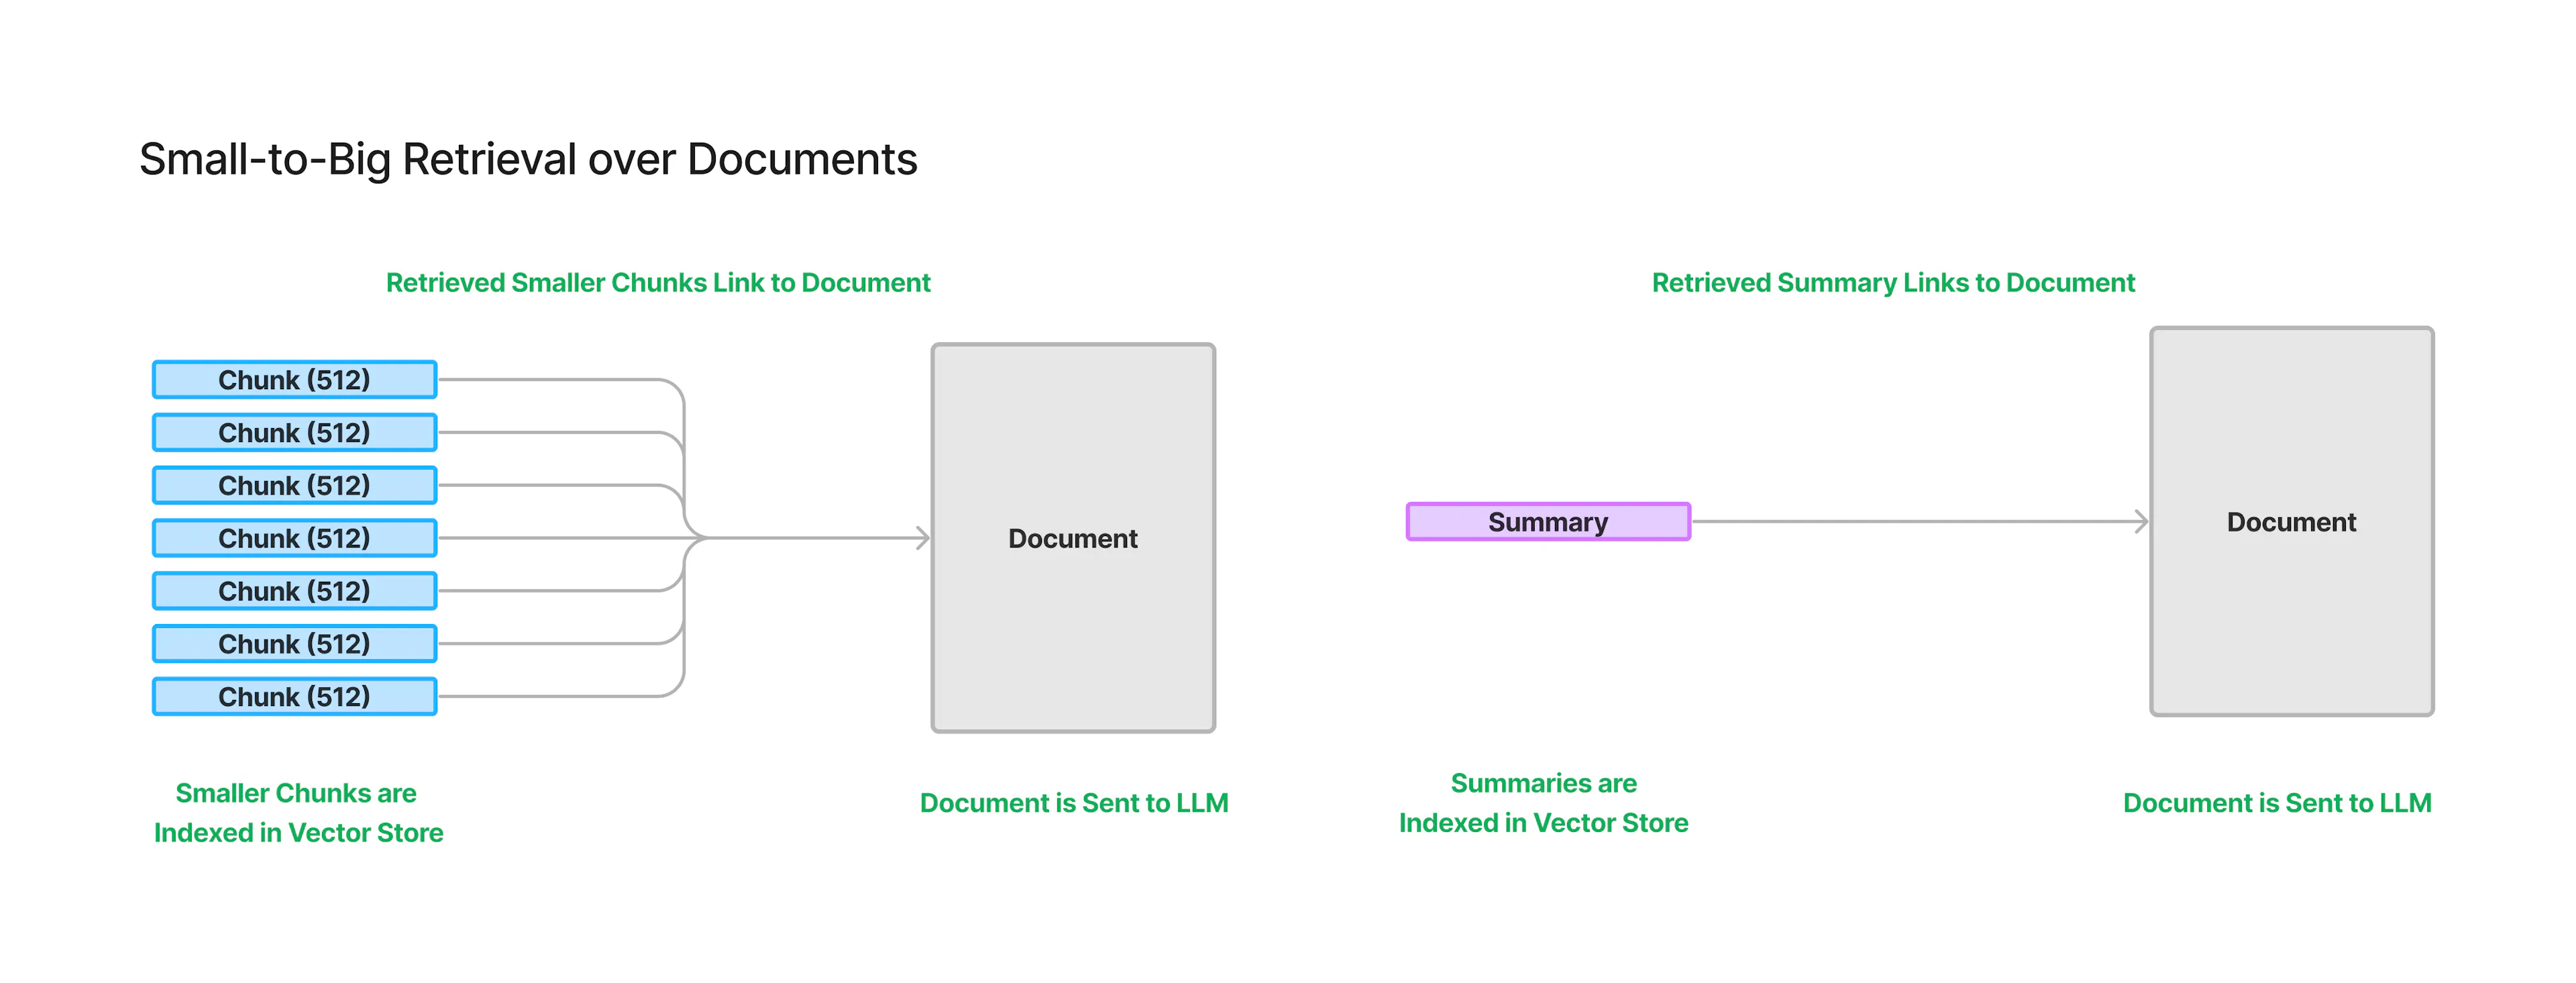 Small-to-Big Retrieval over Documents
Retrieved Smaller Chunks Link to Document
Chunk (512)
Chunk (512)
Chunk (512)
Chunk (512)
Chunk (512)
Chunk (512)
Chunk (512)
Document
Smaller Chunks are
Indexed in Vector Store
Document is Sent to LLM
Retrieved Summary Links to Document
Summary
Document
Summaries are
Indexed in Vector Store
Document is Sent to LLM